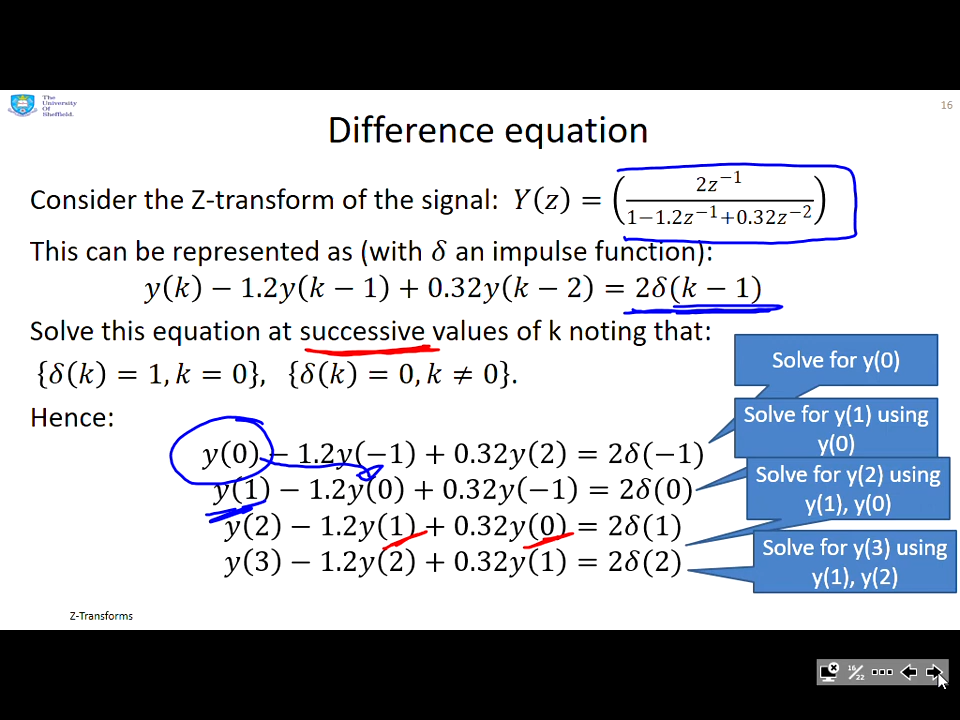 The
University
Of
Sheffield.
16
Difference equation
Consider the Z-transform of the signal: Y(z) = (2z⁻¹ / 1−1.2z⁻¹+0.32z⁻²)
This can be represented as (with δ an impulse function):
y(k) − 1.2y(k − 1) + 0.32y(k − 2) = 2δ(k − 1)
Solve this equation at successive values of k noting that:
{δ(k) = 1, k = 0}, {δ(k) = 0, k ≠ 0}.
Hence:
y(0) − 1.2y(−1) + 0.32y(2) = 2δ(−1)
y(1) − 1.2y(0) + 0.32y(−1) = 2δ(0)
y(2) − 1.2y(1) + 0.32y(0) = 2δ(1)
y(3) − 1.2y(2) + 0.32y(1) = 2δ(2)
Solve for y(0)
Solve for y(1) using
y(0)
Solve for y(2) using
y(1), y(0)
Solve for y(3) using
y(1), y(2)
Z-Transforms
16/22